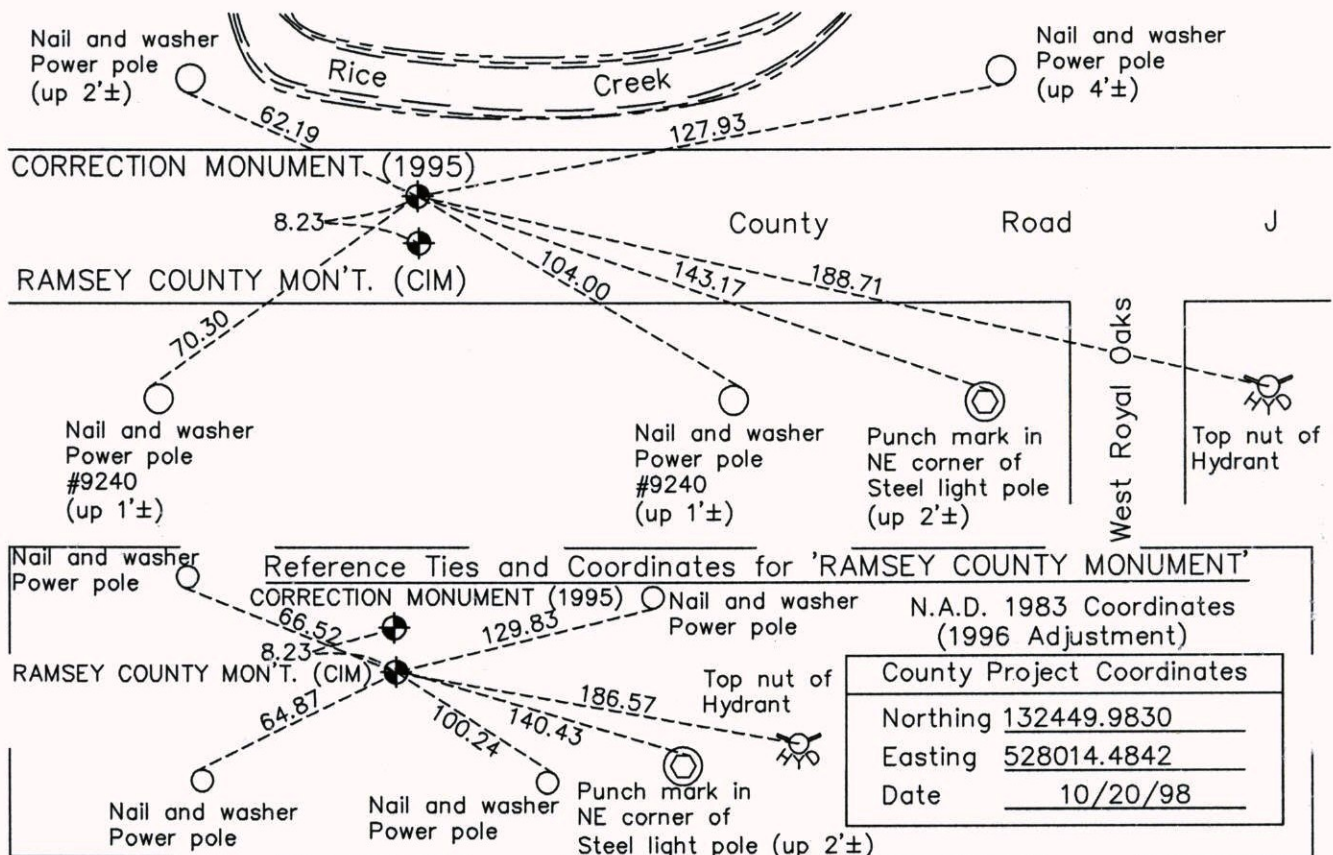 Nail and washer
Power pole
(up 2'±)
Rice Creek
Nail and washer
Power pole
(up 4'±)
62.19
127.93
CORRECTION MONUMENT (1995)
8.23
County Road J
RAMSEY COUNTY MON'T. (CIM)
104.00
143.17
188.71
70.30
West Royal Oaks
Nail and washer
Power pole
#9240
(up 1'±)
Nail and washer
Power pole
#9240
(up 1'±)
Punch mark in
NE corner of
Steel light pole
(up 2'±)
HYD
Top nut of
Hydrant
Reference Ties and Coordinates for 'RAMSEY COUNTY MONUMENT'
Nail and washer
Power pole
CORRECTION MONUMENT (1995)
Nail and washer
Power pole
66.52
129.83
8.23
RAMSEY COUNTY MON'T. (CIM)
64.87
100.24
140.43
186.57
Top nut of
Hydrant
HYD
Nail and washer
Power pole
Nail and washer
Power pole
Punch mark in
NE corner of
Steel light pole (up 2'±)
N.A.D. 1983 Coordinates
(1996 Adjustment)
County Project Coordinates
Northing 132449.9830
Easting 528014.4842
Date 10/20/98